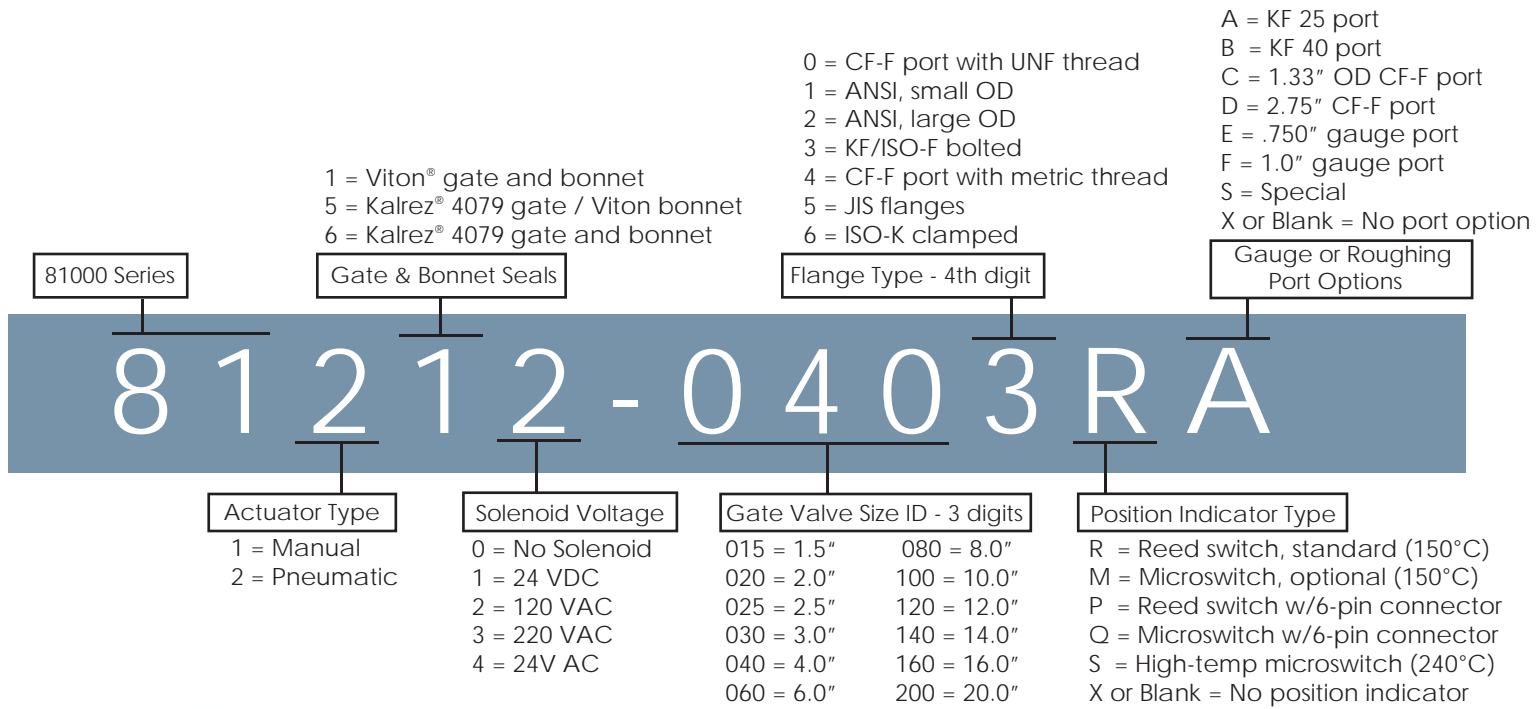 A = KF 25 port
B = KF 40 port
C = 1.33” OD CF-F port
D = 2.75” CF-F port
E = .750” gauge port
F = 1.0” gauge port
S = Special
X or Blank = No port option
0 = CF-F port with UNF thread
1 = ANSI, small OD
2 = ANSI, large OD
3 = KF/ISO-F bolted
4 = CF-F port with metric thread
5 = JIS flanges
6 = ISO-K clamped
1 = Viton® gate and bonnet
5 = Kalrez® 4079 gate / Viton bonnet
6 = Kalrez® 4079 gate and bonnet
81000 Series
Gate & Bonnet Seals
Flange Type - 4th digit
Gauge or Roughing
Port Options
81212-0403RA
Actuator Type
1 = Manual
2 = Pneumatic
Solenoid Voltage
0 = No Solenoid
1 = 24 VDC
2 = 120 VAC
3 = 220 VAC
4 = 24V AC
Gate Valve Size ID - 3 digits
015 = 1.5“ 080 = 8.0”
020 = 2.0” 100 = 10.0”
025 = 2.5” 120 = 12.0”
030 = 3.0” 140 = 14.0”
040 = 4.0” 160 = 16.0”
060 = 6.0” 200 = 20.0”
Position Indicator Type
R = Reed switch, standard (150°C)
M = Microswitch, optional (150°C)
P = Reed switch w/6-pin connector
Q = Microswitch w/6-pin connector
S = High-temp microswitch (240°C)
X or Blank = No position indicator